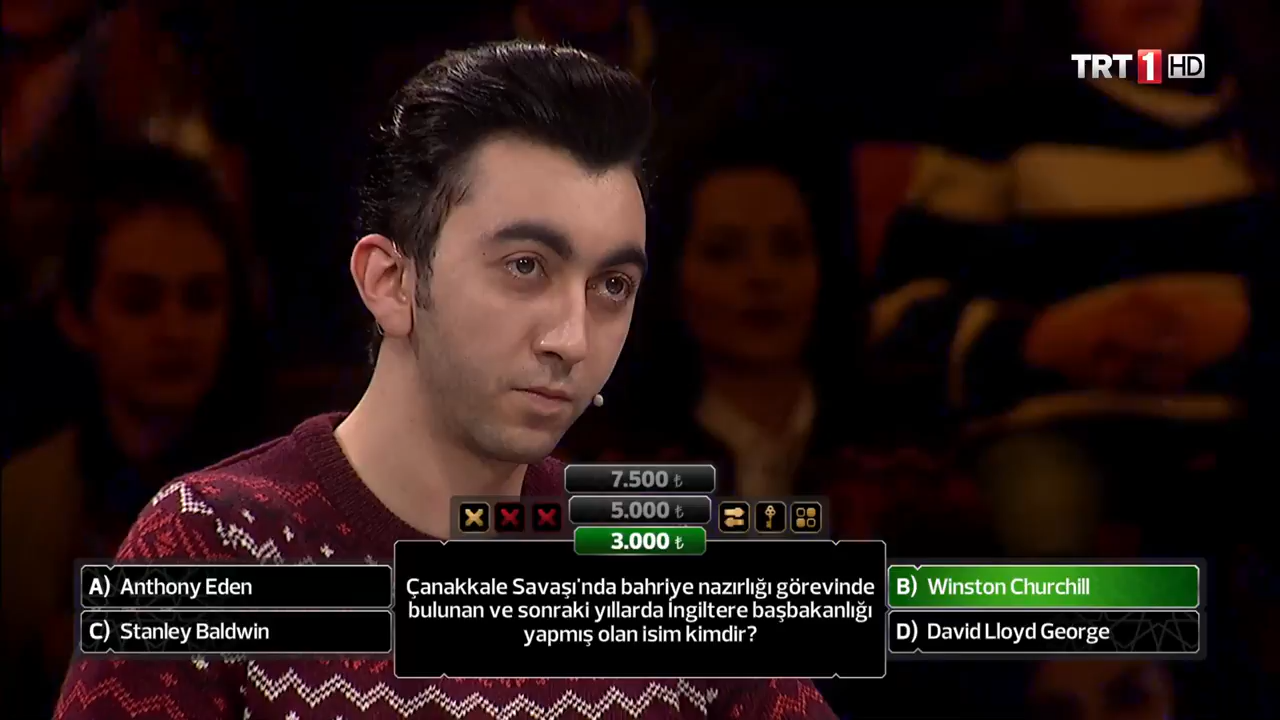 TRT 1 HD
7.500 ₺
5.000 ₺
3.000 ₺
A) Anthony Eden
B) Winston Churchill
Çanakkale Savaşı'nda bahriye nazırlığı görevinde
bulunan ve sonraki yıllarda İngiltere başbakanlığı
yapmış olan isim kimdir?
C) Stanley Baldwin
D) David Lloyd George